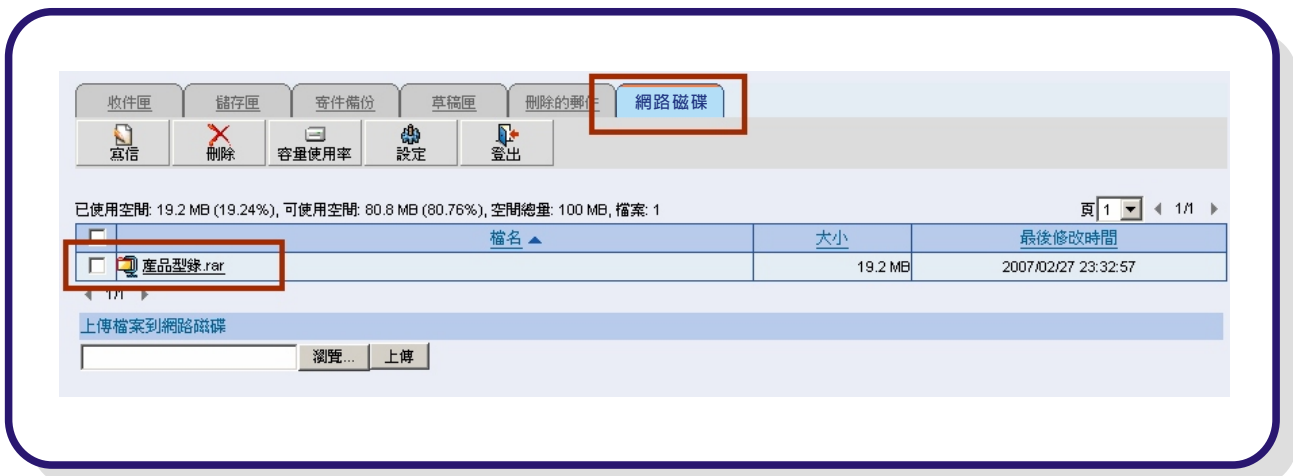 收件匣 儲存匣 寄件備份 草稿匣 刪除的郵件 網路磁碟
寫信 刪除 容量使用率 設定 登出
已使用空間: 19.2 MB (19.24%), 可使用空間: 80.8 MB (80.76%), 空間總量: 100 MB, 檔案: 1 頁 1 1/1
檔名 大小 最後修改時間
產品型錄.rar 19.2 MB 2007/02/27 23:32:57
1/1
上傳檔案到網路磁碟
瀏覽... 上傳